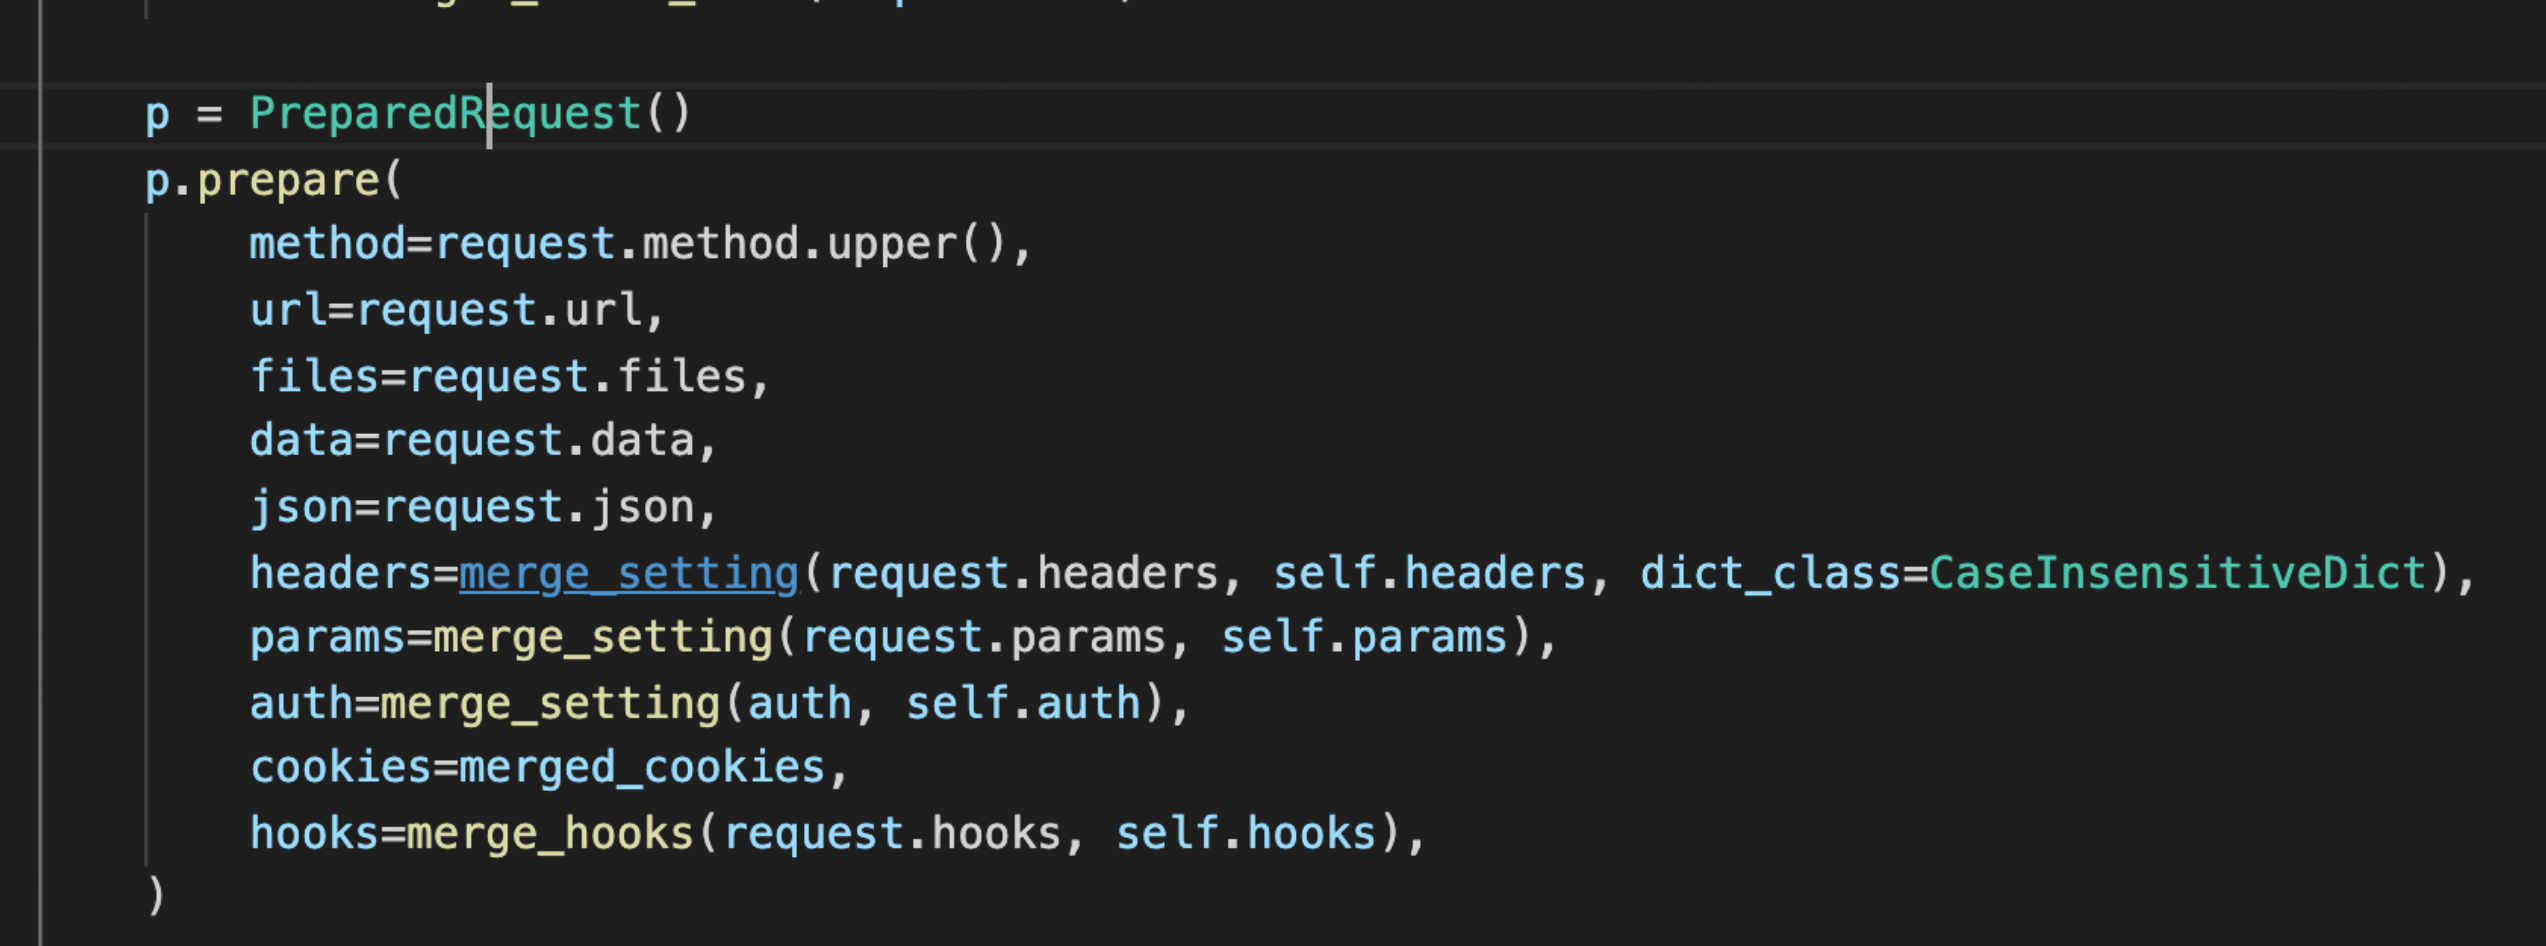 p = PreparedRequest()
p.prepare(
method=request.method.upper(),
url=request.url,
files=request.files,
data=request.data,
json=request.json,
headers=merge_setting(request.headers, self.headers, dict_class=CaseInsensitiveDict),
params=merge_setting(request.params, self.params),
auth=merge_setting(auth, self.auth),
cookies=merged_cookies,
hooks=merge_hooks(request.hooks, self.hooks),
)